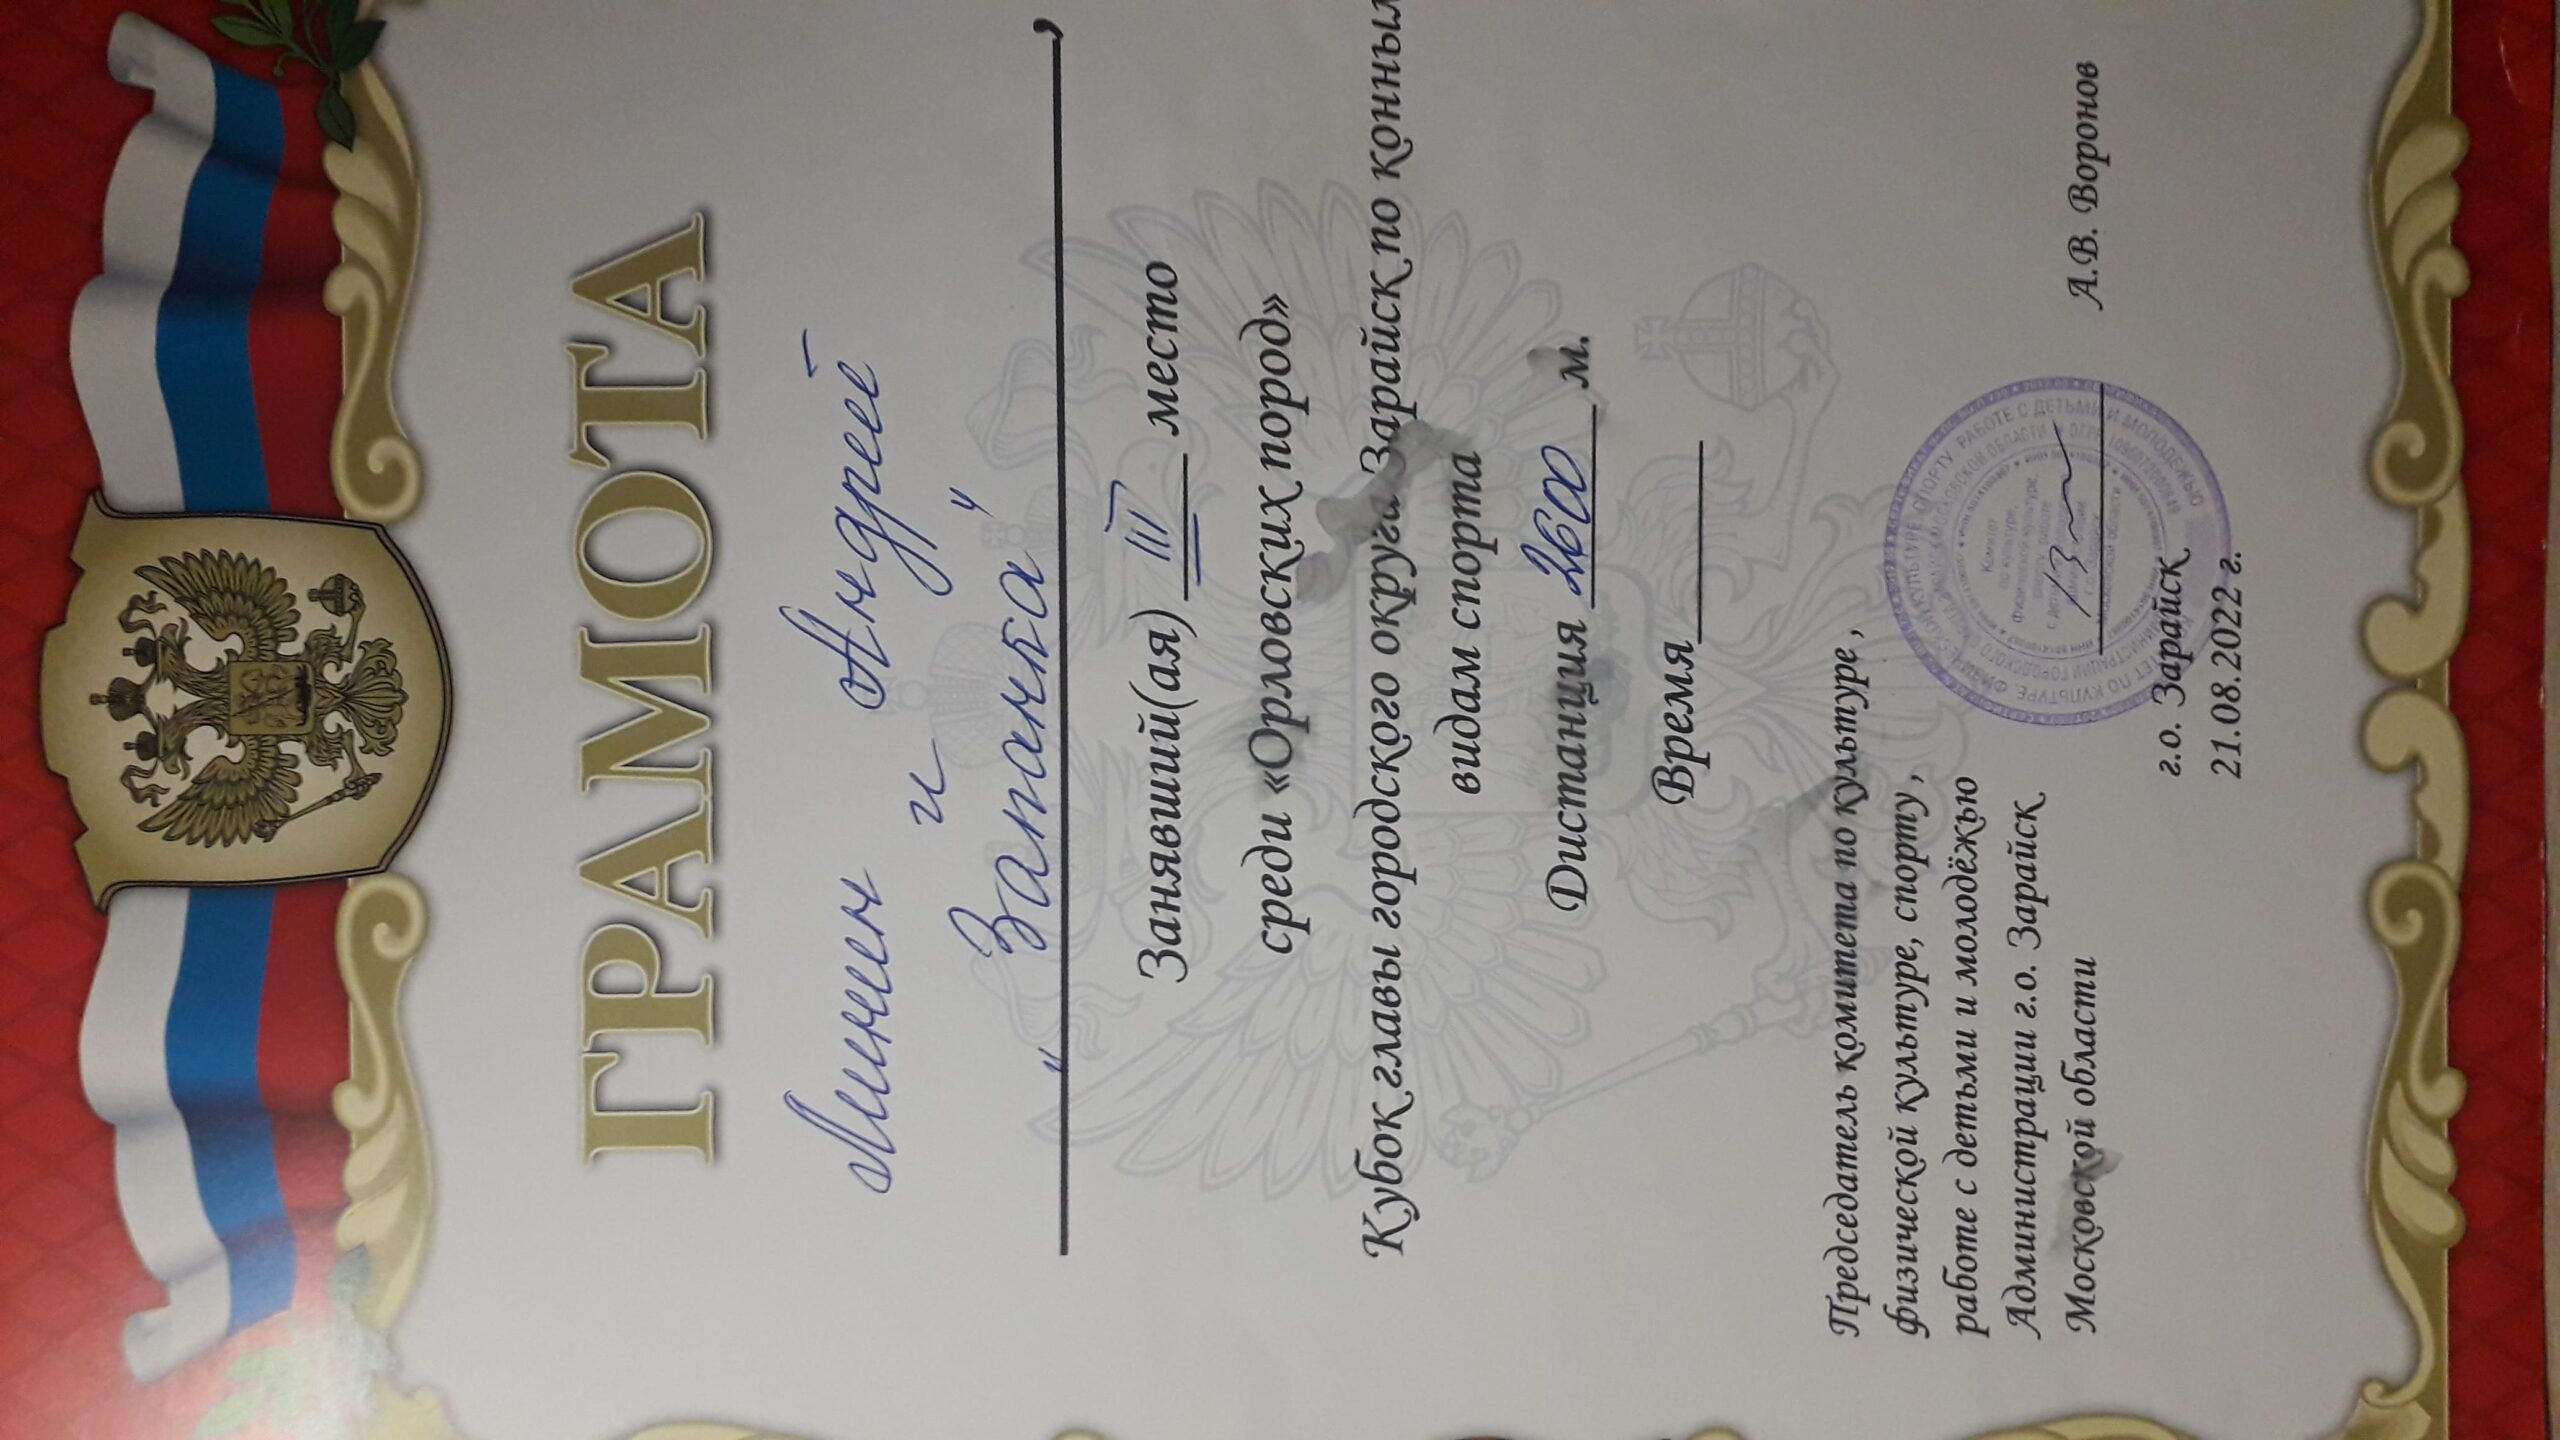 ГРАМОТА
Минин Андрей
и
"Запанка"
Занявший(ая) III место
среди «Орловских пород»
Кубок главы городского округа Зарайск по конным
видам спорта
Дистанция 2600 м.
Время
Председатель комитета по культуре,
физической культуре, спорту,
работе с детьми и молодёжью
Администрации г.о. Зарайск
Московской области
А.В. Воронов
г.о. Зарайск
21.08.2022 г.